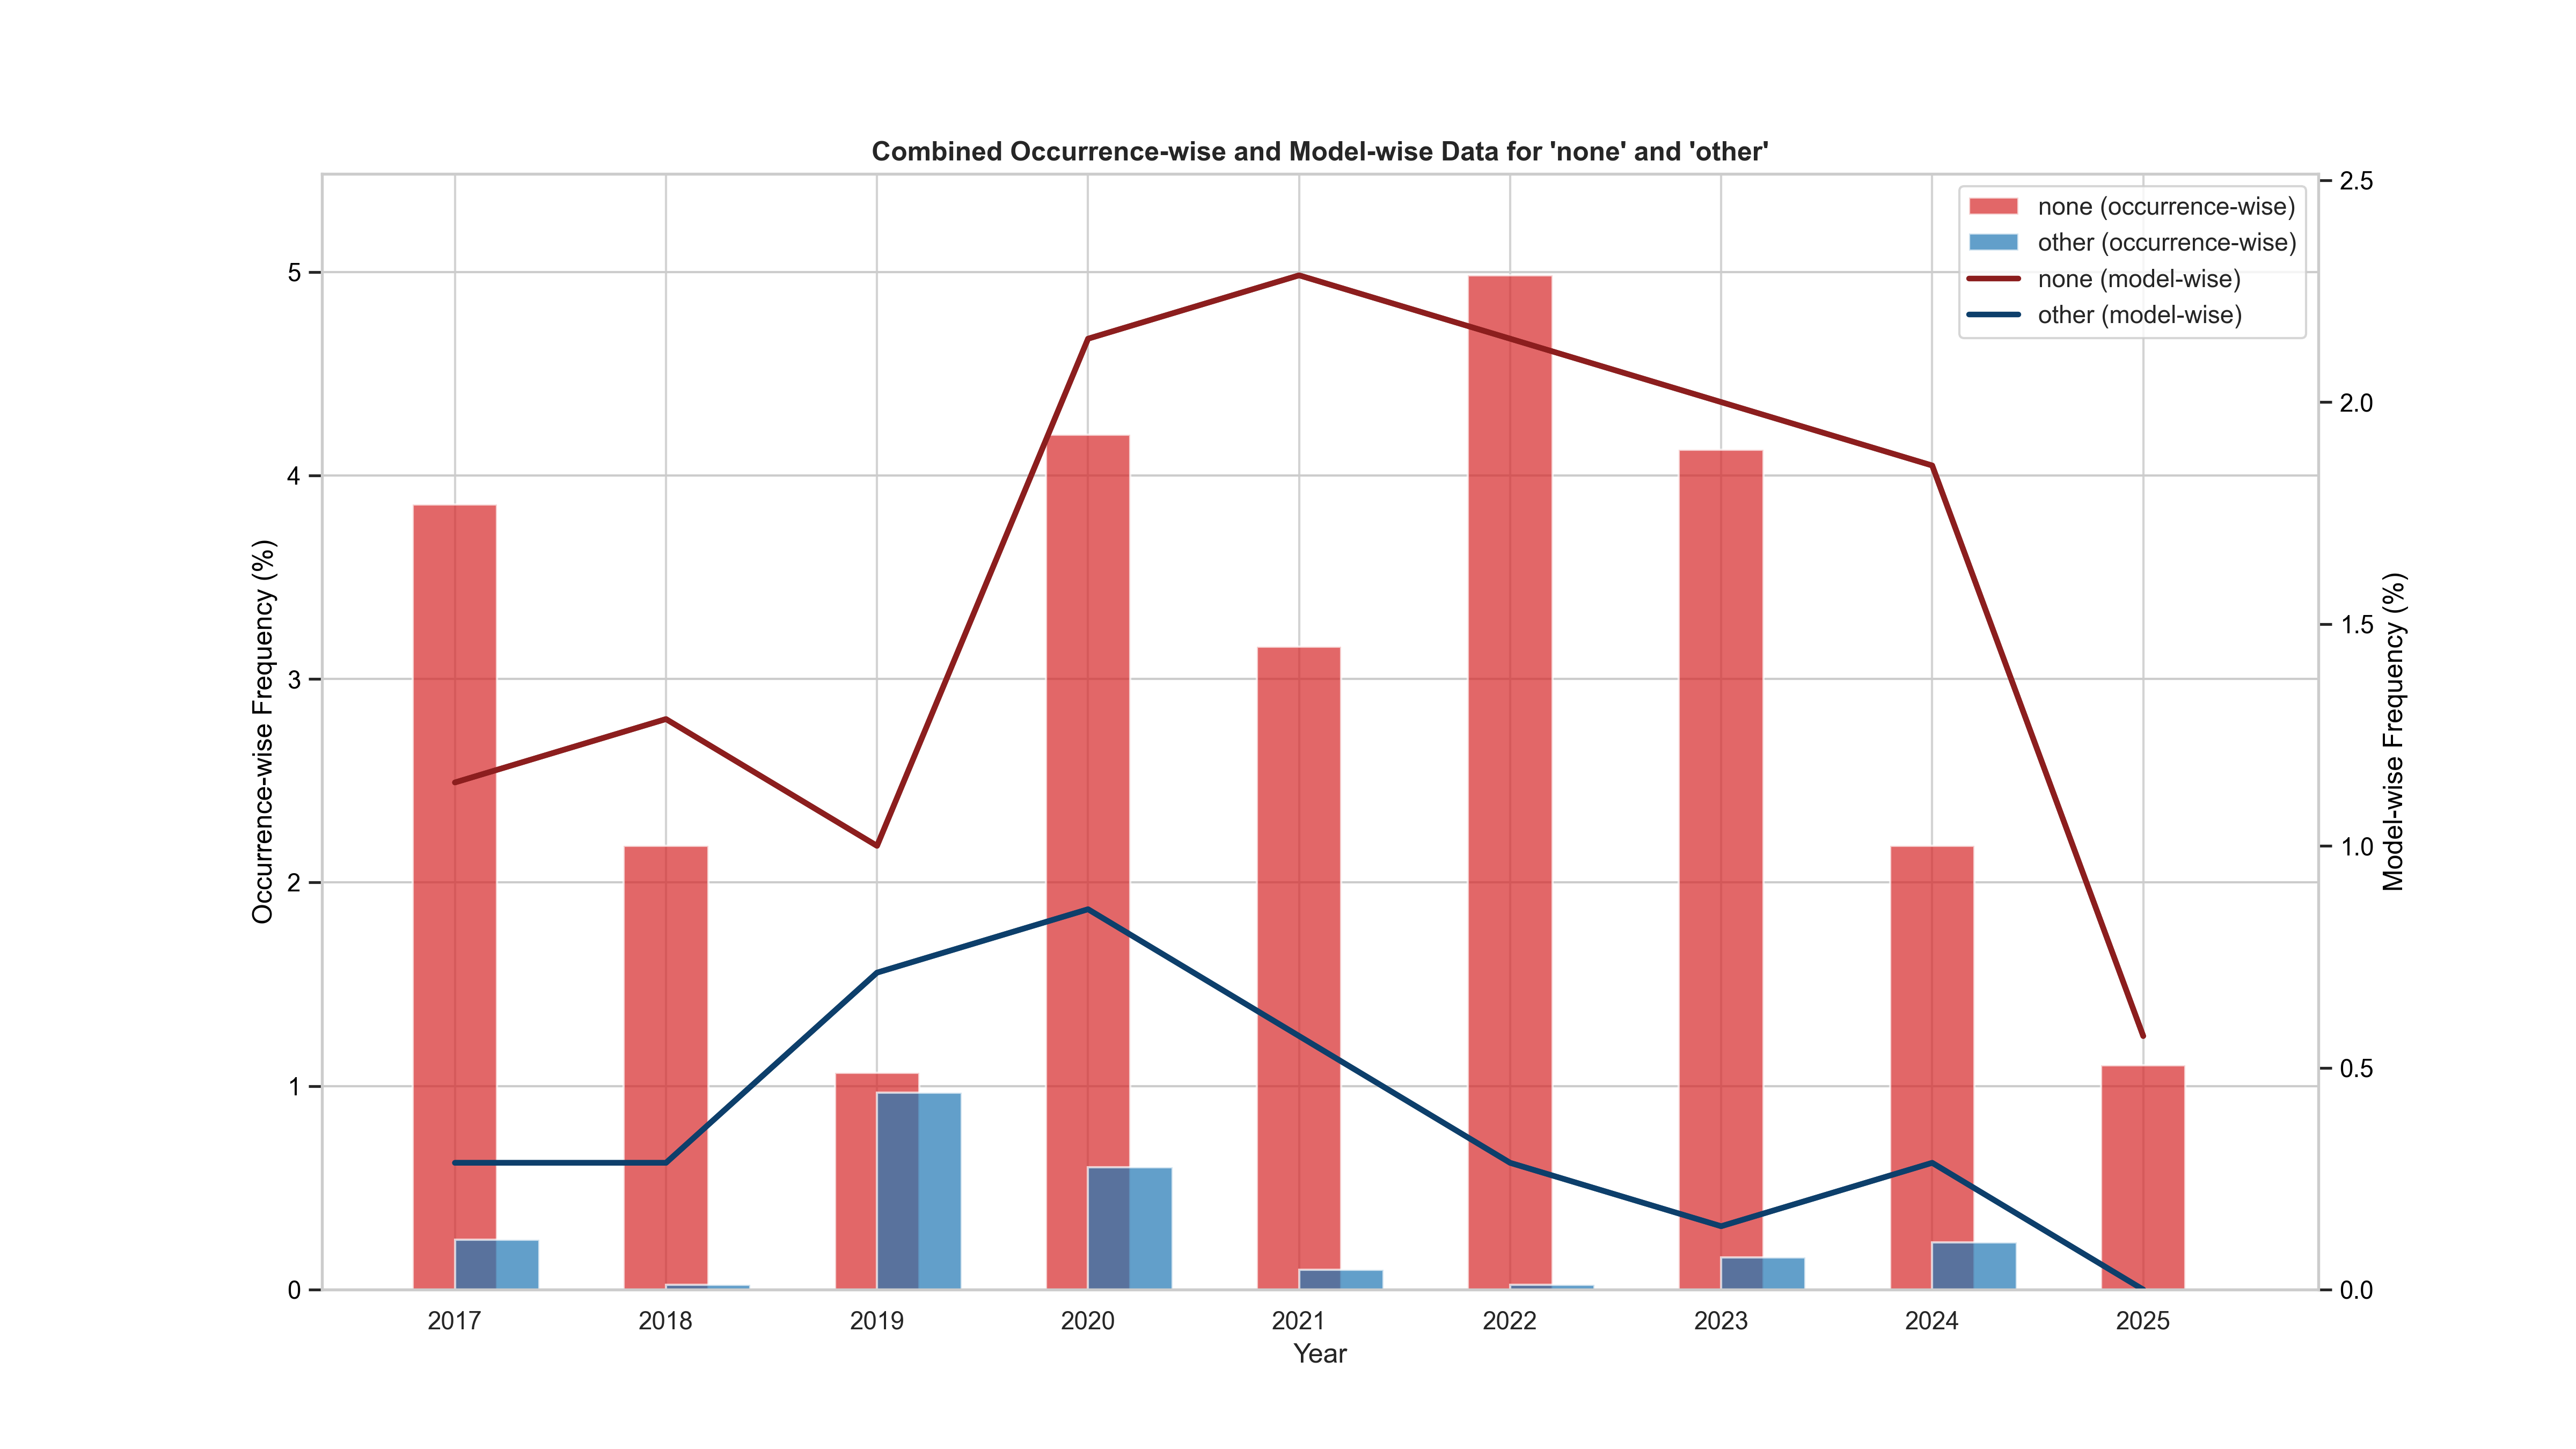 Combined Occurrence-wise and Model-wise Data for 'none' and 'other'
none (occurrence-wise)
other (occurrence-wise)
none (model-wise)
other (model-wise)
Occurrence-wise Frequency (%)
5
4
3
2
1
0
2.5
2.0
1.5
1.0
0.5
0.0
Model-wise Frequency (%)
2017 2018 2019 2020 2021 2022 2023 2024 2025
Year